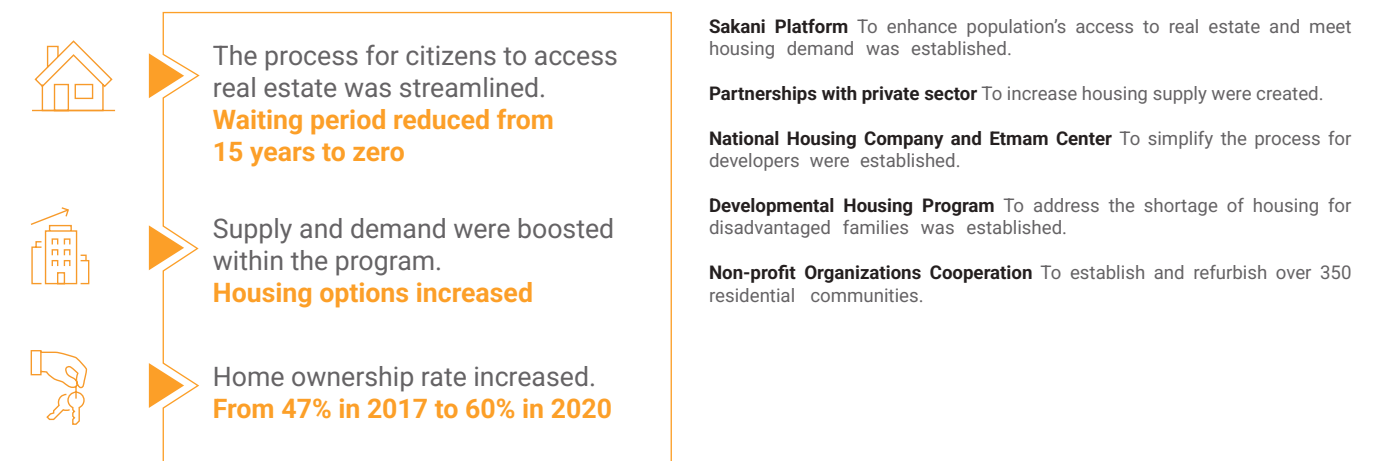 The process for citizens to access
real estate was streamlined.
Waiting period reduced from
15 years to zero
Supply and demand were boosted
within the program.
Housing options increased
Home ownership rate increased.
From 47% in 2017 to 60% in 2020
Sakani Platform To enhance population’s access to real estate and meet
housing demand was established.
Partnerships with private sector To increase housing supply were created.
National Housing Company and Etmam Center To simplify the process for
developers were established.
Developmental Housing Program To address the shortage of housing for
disadvantaged families was established.
Non-profit Organizations Cooperation To establish and refurbish over 350
residential communities.